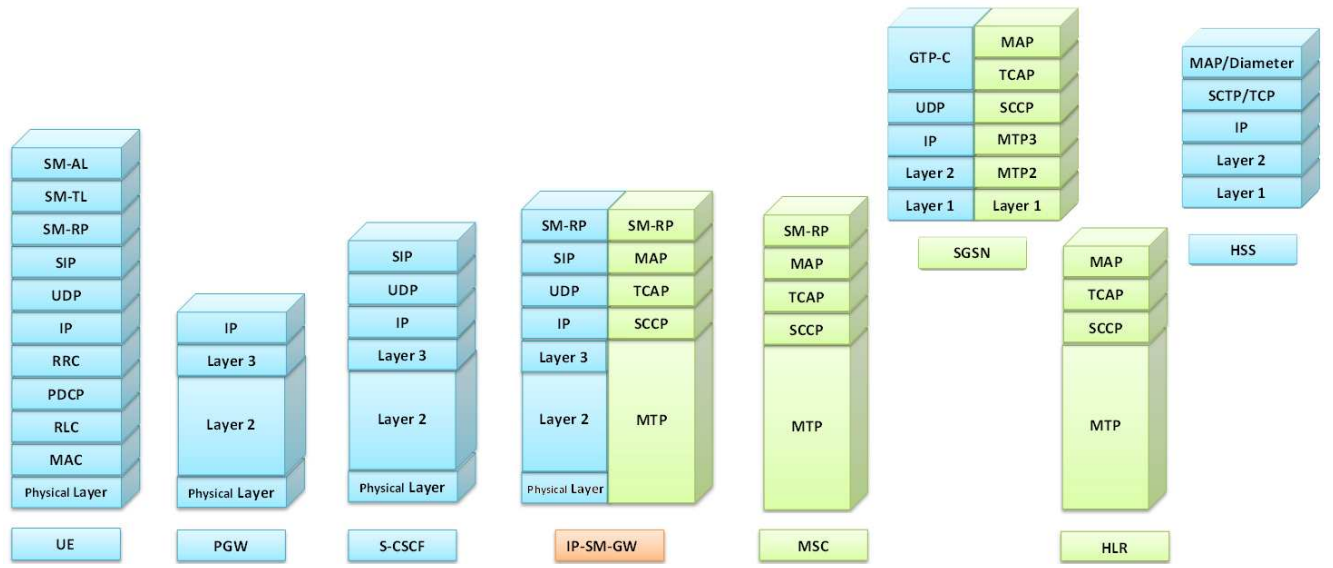 SM-AL
SM-TL
SM-RP
SIP
UDP
IP
RRC
PDCP
RLC
MAC
Physical Layer
UE
IP
Layer 3
Layer 2
Physical Layer
PGW
SIP
UDP
IP
Layer 3
Layer 2
Physical Layer
S-CSCF
SM-RP
SIP
UDP
IP
Layer 3
Layer 2
Physical Layer
SM-RP
MAP
TCAP
SCCP
MTP
IP-SM-GW
SM-RP
MAP
TCAP
SCCP
MTP
MSC
GTP-C
UDP
IP
Layer 2
Layer 1
MAP
TCAP
SCCP
MTP3
MTP2
Layer 1
SGSN
MAP
TCAP
SCCP
MTP
HLR
MAP/Diameter
SCTP/TCP
IP
Layer 2
Layer 1
HSS